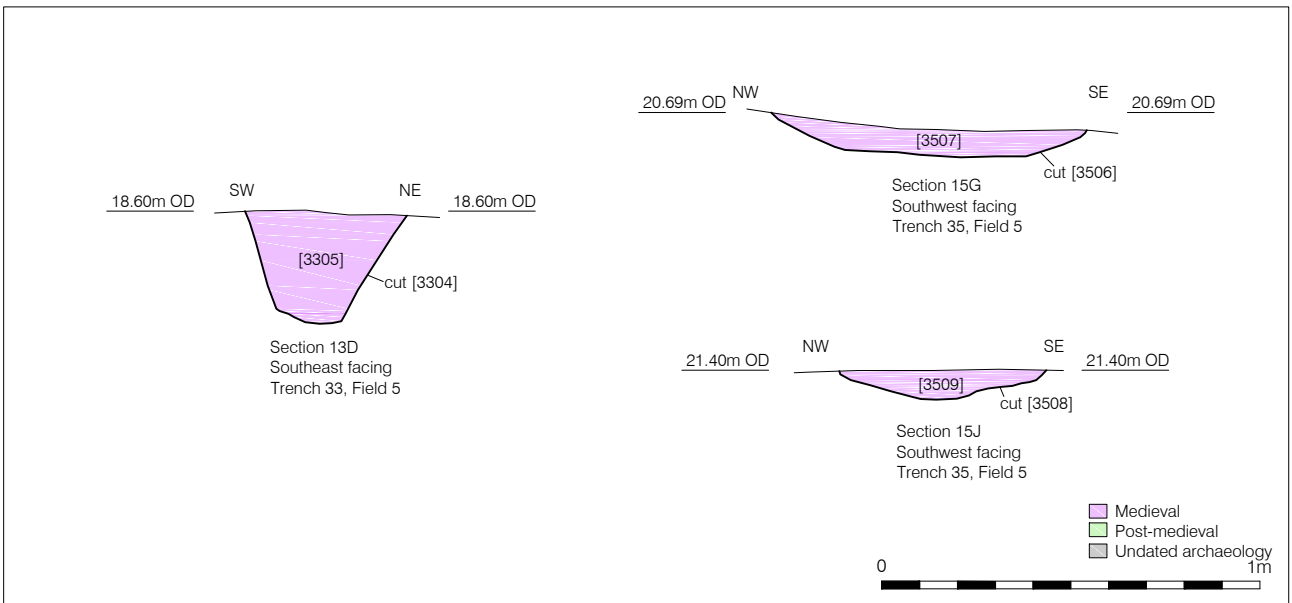 SW NE
18.60m OD 18.60m OD
[3305]
cut [3304]
Section 13D
Southeast facing
Trench 33, Field 5
NW SE
20.69m OD 20.69m OD
[3507]
cut [3506]
Section 15G
Southwest facing
Trench 35, Field 5
NW SE
21.40m OD 21.40m OD
[3509]
cut [3508]
Section 15J
Southwest facing
Trench 35, Field 5
Medieval
Post-medieval
Undated archaeology
0 1m